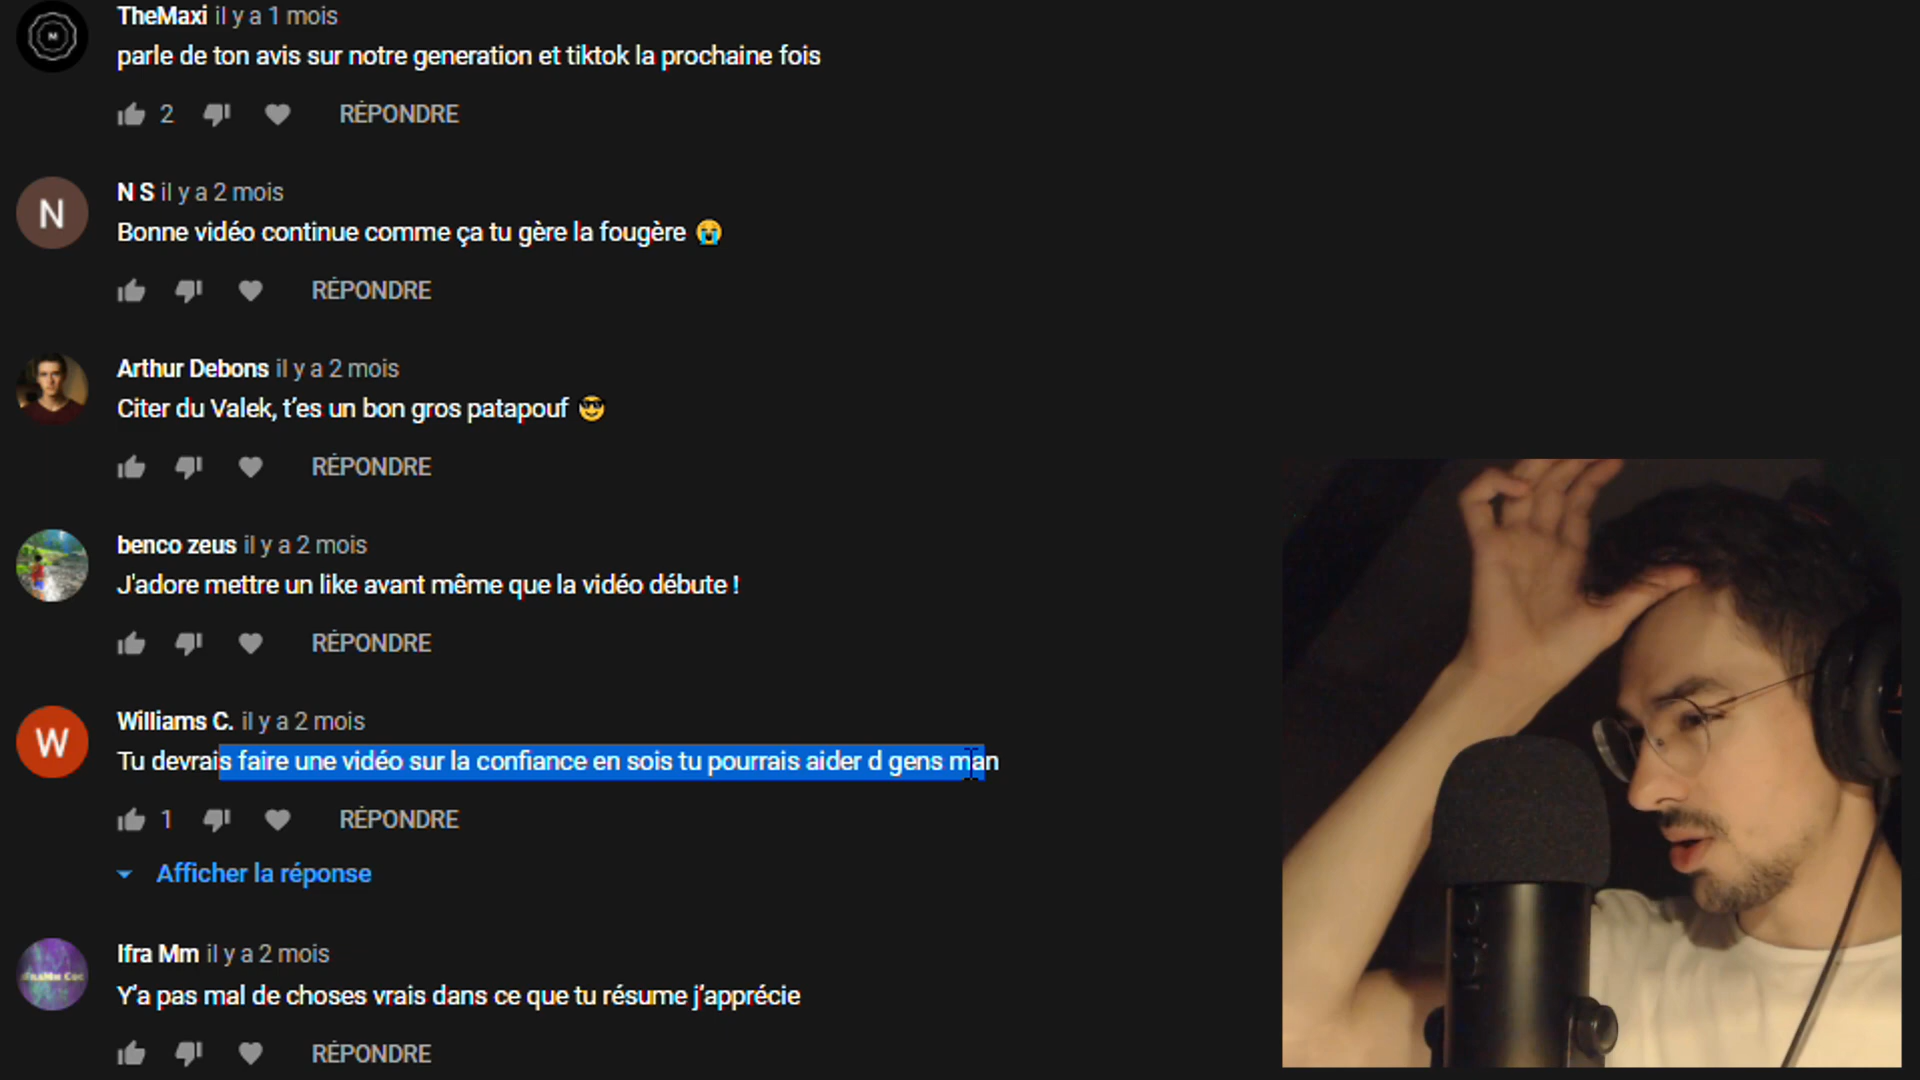 TheMaxi il y a 1 mois
parle de ton avis sur notre generation et tiktok la prochaine fois
2 RÉPONDRE
N
N S il y a 2 mois
Bonne vidéo continue comme ça tu gère la fougère 😭
RÉPONDRE
Arthur Debons il y a 2 mois
Citer du Valek, t’es un bon gros patapouf 😎
RÉPONDRE
benco zeus il y a 2 mois
J'adore mettre un like avant même que la vidéo débute !
RÉPONDRE
W
Williams C. il y a 2 mois
Tu devrais faire une vidéo sur la confiance en sois tu pourrais aider d gens man
1 RÉPONDRE
Afficher la réponse
Ifra Mm il y a 2 mois
Y’a pas mal de choses vrais dans ce que tu résume j’apprécie
RÉPONDRE